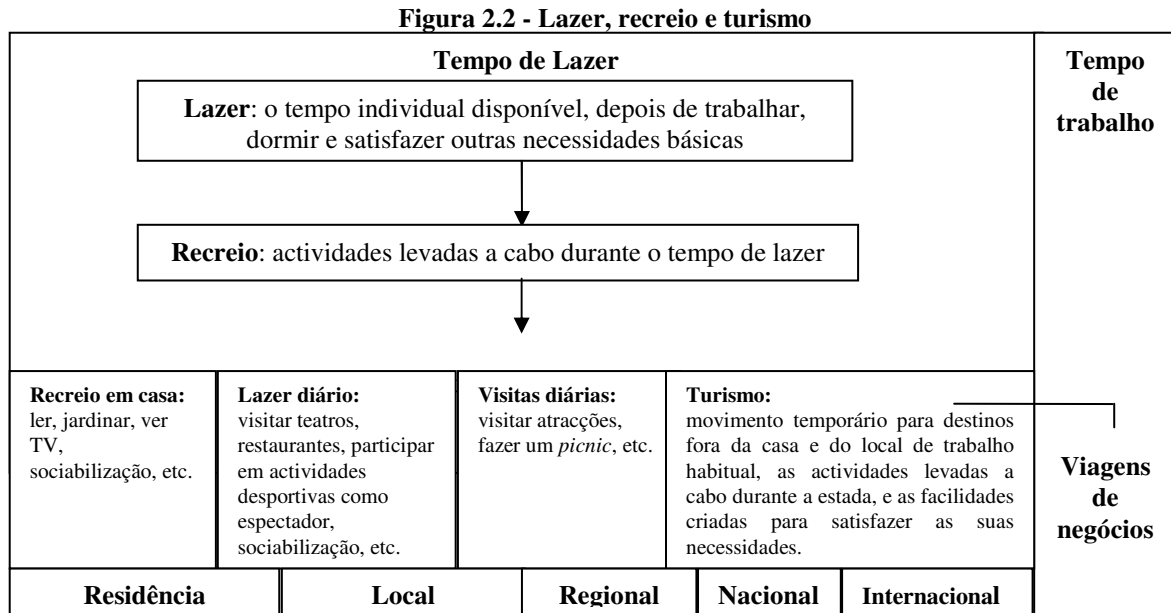 Figura 2.2 - Lazer, recreio e turismo
Tempo de Lazer
Lazer: o tempo individual disponível, depois de trabalhar,
dormir e satisfazer outras necessidades básicas
Recreio: actividades levadas a cabo durante o tempo de lazer
Tempo
de
trabalho
Recreio em casa:
ler, jardinar, ver
TV,
sociabilização, etc.
Lazer diário:
visitar teatros,
restaurantes, participar
em actividades
desportivas como
espectador,
sociabilização, etc.
Visitas diárias:
visitar atracções,
fazer um picnic, etc.
Turismo:
movimento temporário para destinos
fora da casa e do local de trabalho
habitual, as actividades levadas a
cabo durante a estada, e as facilidades
criadas para satisfazer as suas
necessidades.
Viagens
de
negócios
Residência
Local
Regional
Nacional
Internacional